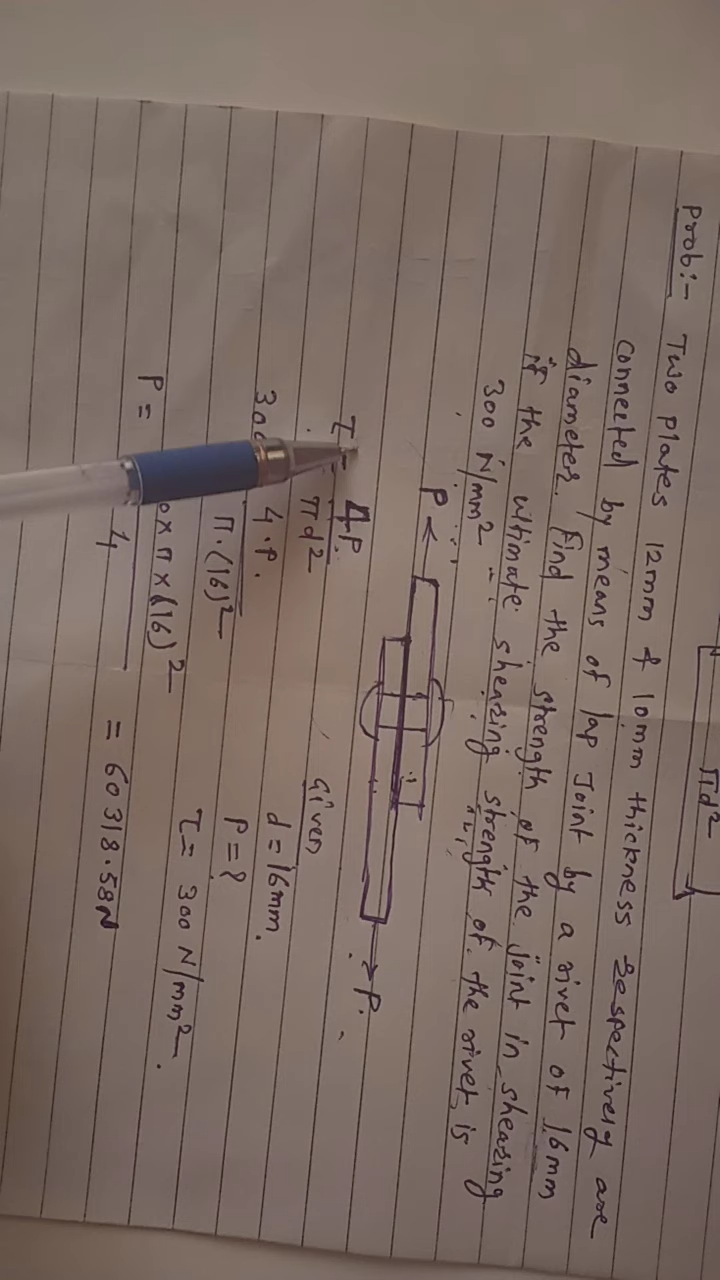 πd²
Prob:- Two plates 12mm & 10mm thickness Respectively are
connected by means of lap Joint by a rivet of 16mm
diameter. Find the strength of the joint in shearing
if the ultimate shearing strength of the rivet is
300 N/mm²
P
P.
τ 4P.
πd²
Given
300 4.P.
π.(16)²
d=16mm.
P=?
τ= 300 N/mm².
P = 0×π×(16)²
4
= 60318.58N